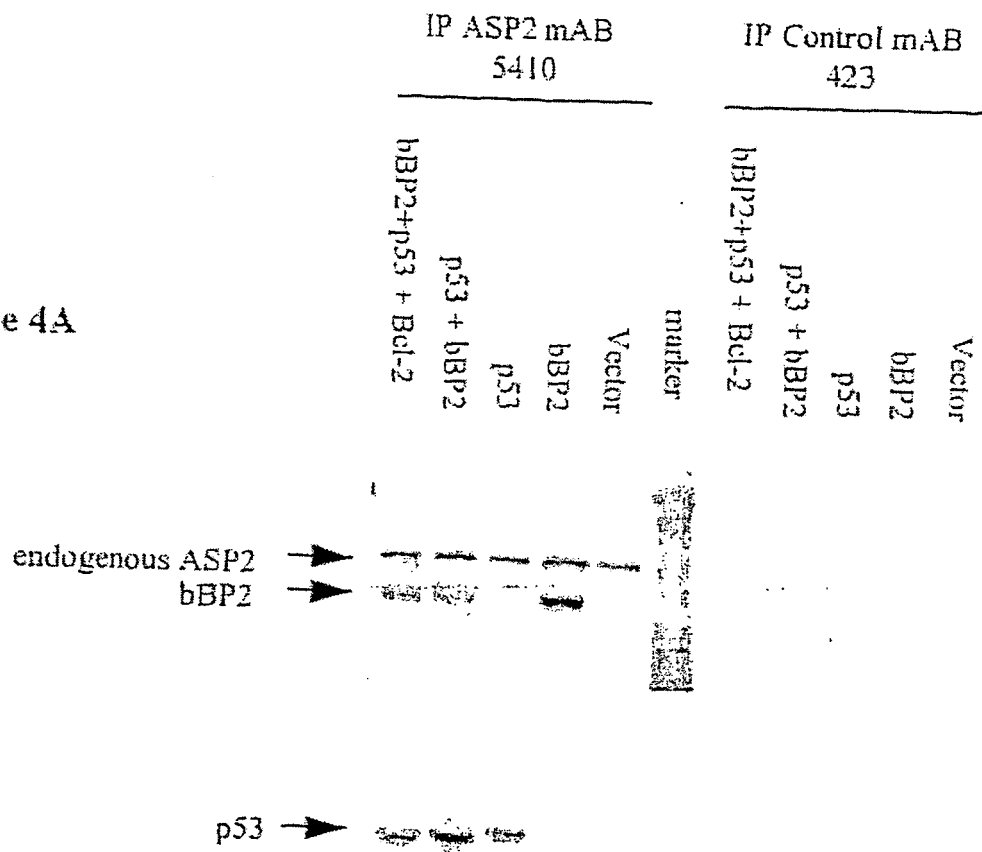 IP ASP2 mAB
5410
IP Control mAB
423
bBP2+p53 + Bcl-2
p53 + bBP2
p53
bBP2
Vector
marker
bBP2+p53 + Bcl-2
p53 + bBP2
p53
bBP2
Vector
e 4A
endogenous ASP2
bBP2
p53